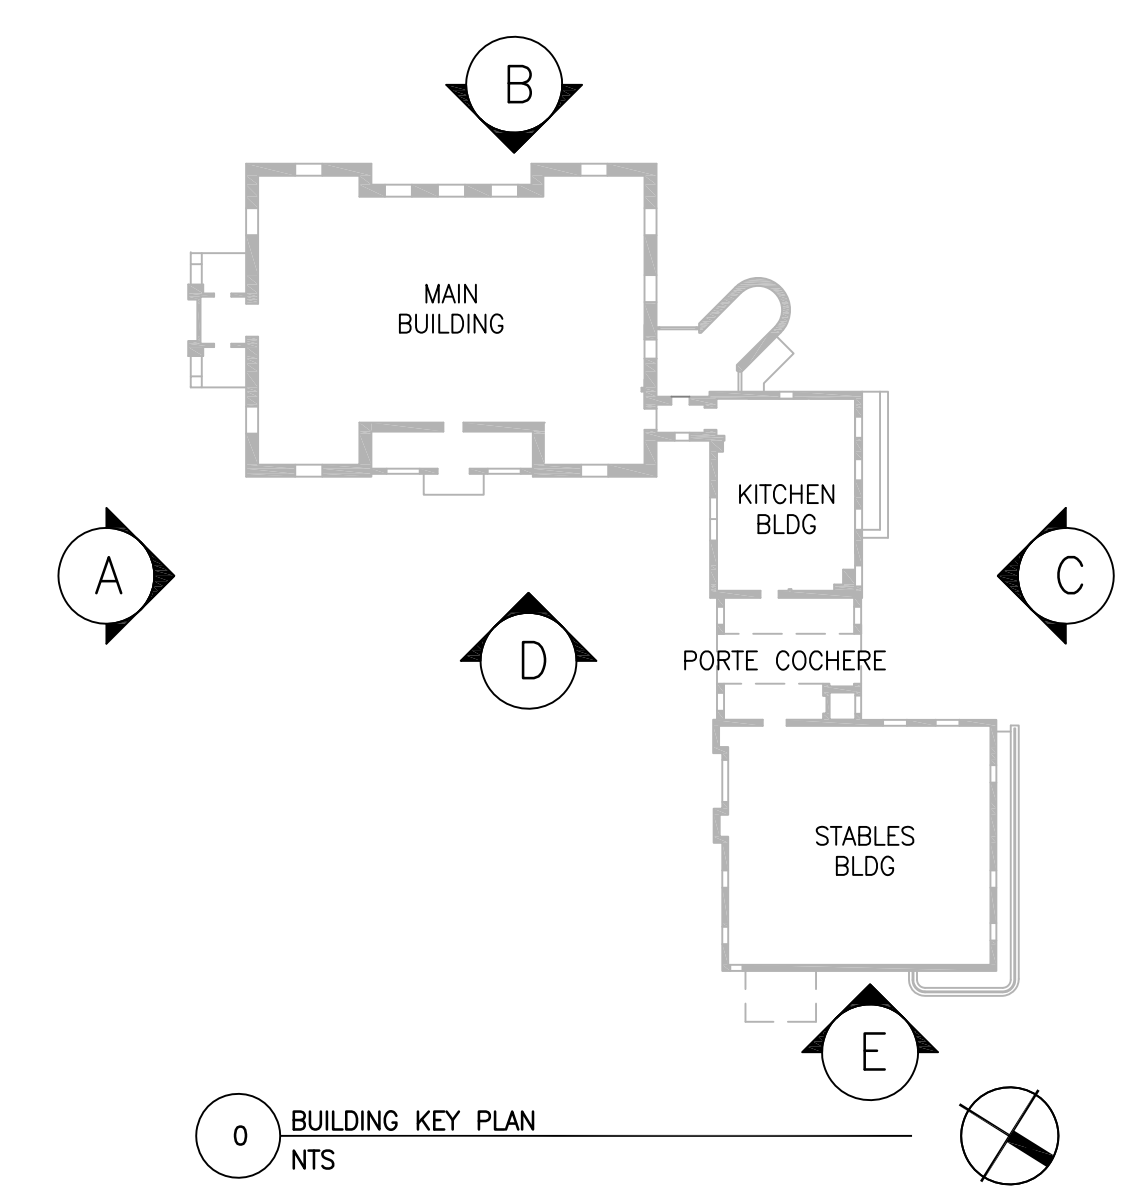 B
MAIN
BUILDING
KITCHEN
BLDG
A
C
D
PORTE COCHERE
STABLES
BLDG
E
0
BUILDING KEY PLAN
NTS